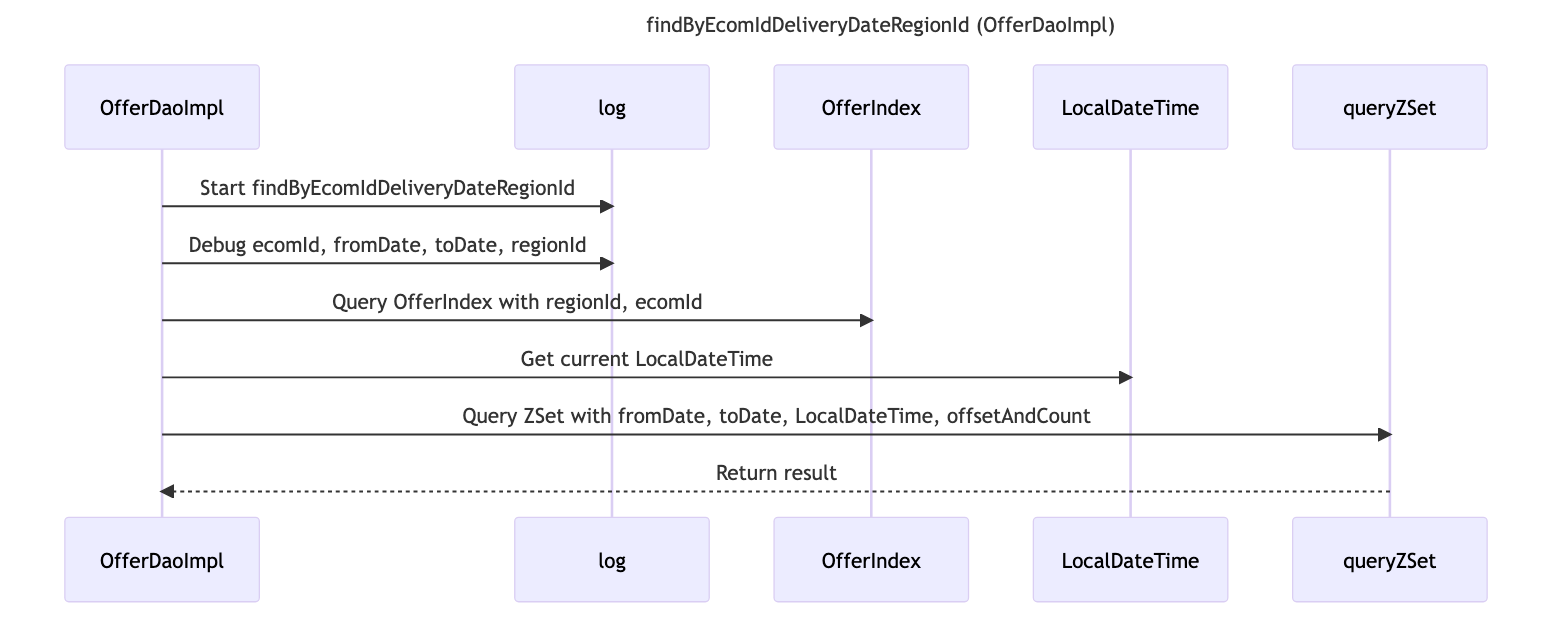 findByEcomIdDeliveryDateRegionId (OfferDaoImpl)
OfferDaoImpl
log
OfferIndex
LocalDateTime
queryZSet
Start findByEcomIdDeliveryDateRegionId
Debug ecomId, fromDate, toDate, regionId
Query OfferIndex with regionId, ecomId
Get current LocalDateTime
Query ZSet with fromDate, toDate, LocalDateTime, offsetAndCount
Return result
OfferDaoImpl
log
OfferIndex
LocalDateTime
queryZSet